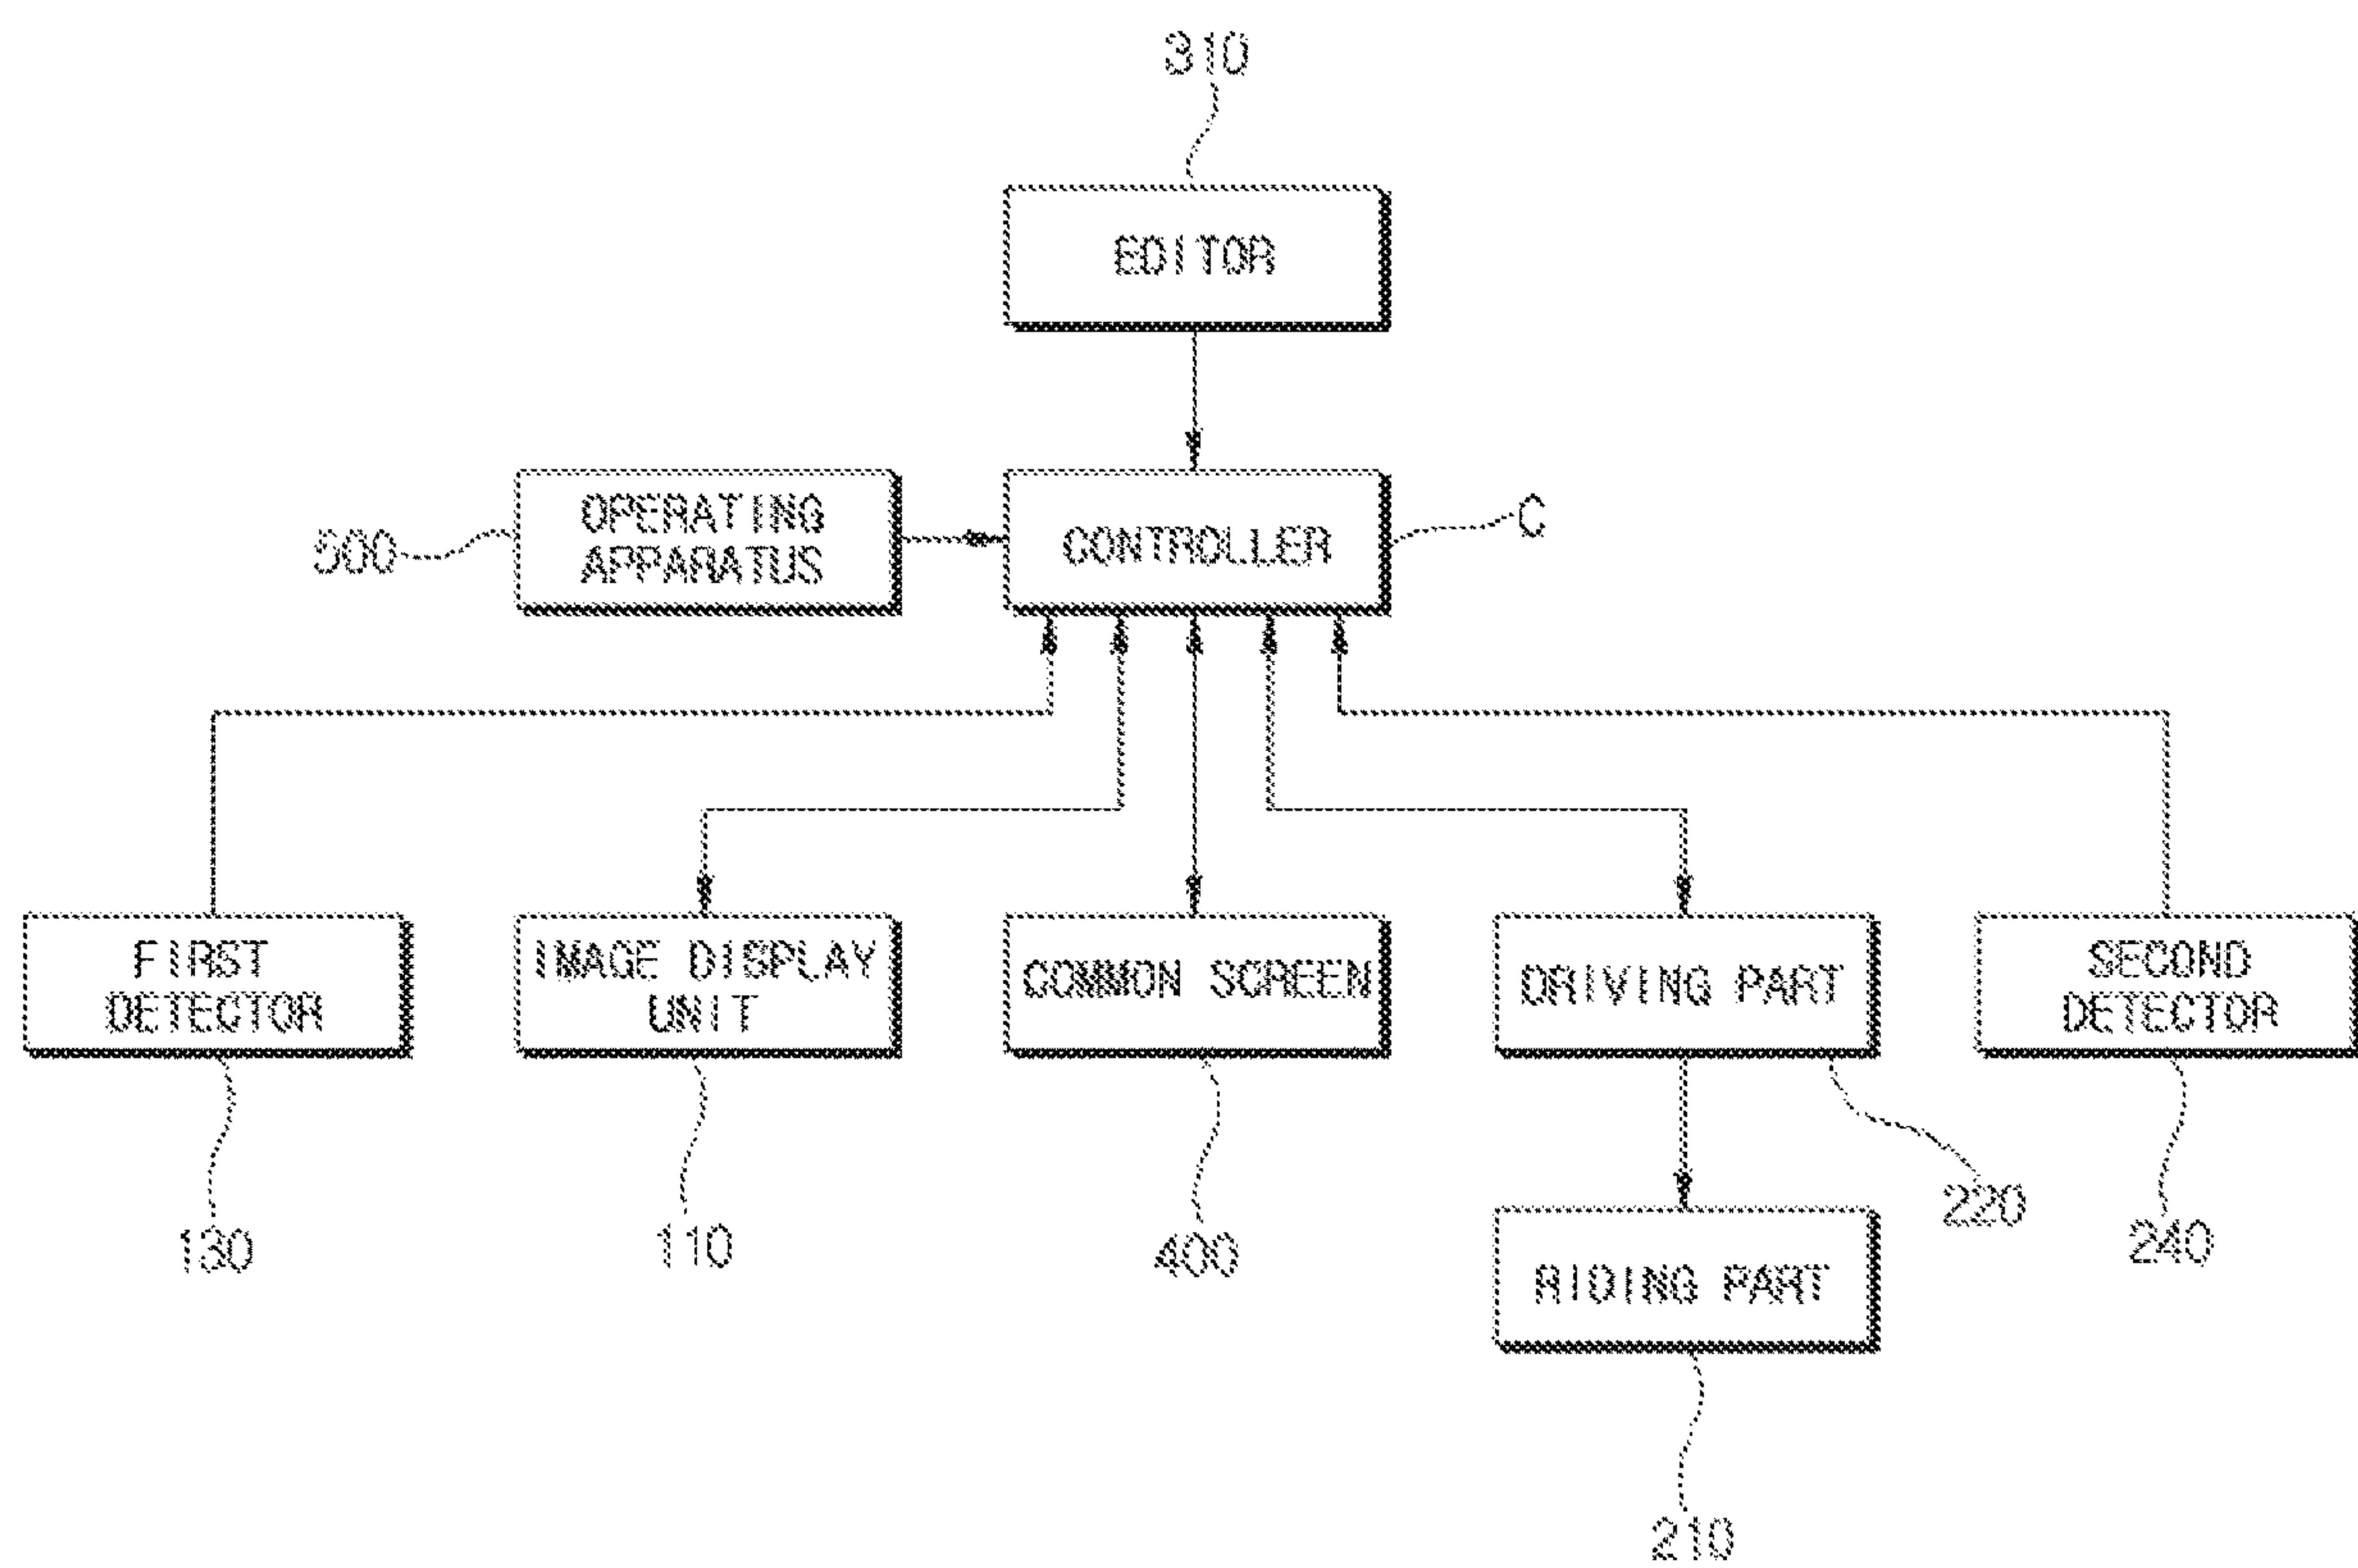 310
EDITOR
OPERATING
APPARATUS
500
CONTROLLER
C
FIRST
DETECTOR
IMAGE DISPLAY
UNIT
COMMON SCREEN
DRIVING PART
SECOND
DETECTOR
130
110
400
220
240
RIDING PART
210